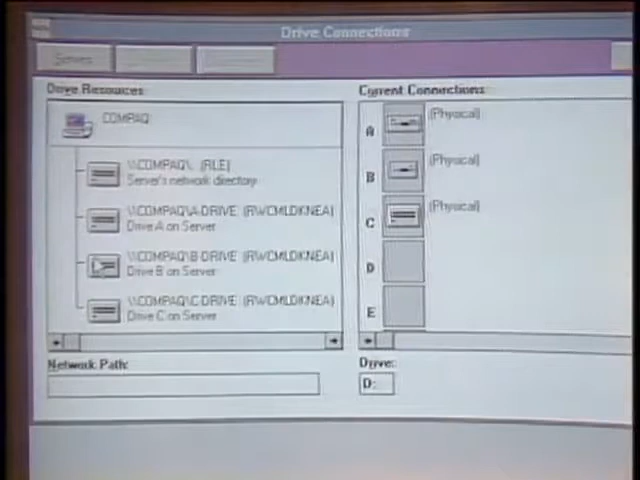 Drive Connections
Servers
Drive Resources:
Current Connections:
COMPAQ
\\COMPAQ\. (RLE)
Server's network directory
\\COMPAQ\A-DRIVE (RWCMLDKNEA)
Drive A on Server
\\COMPAQ\B-DRIVE (RWCMLDKNEA)
Drive B on Server
\\COMPAQ\C-DRIVE (RWCMLDKNEA)
Drive C on Server
A (Physical)
B (Physical)
C (Physical)
D
E
Network Path:
Drive:
D: